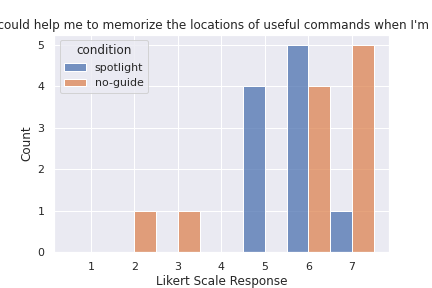 could help me to memorize the locations of useful commands when I'm
condition
spotlight
no-guide
5
4
3
2
1
0
Count
1 2 3 4 5 6 7
Likert Scale Response